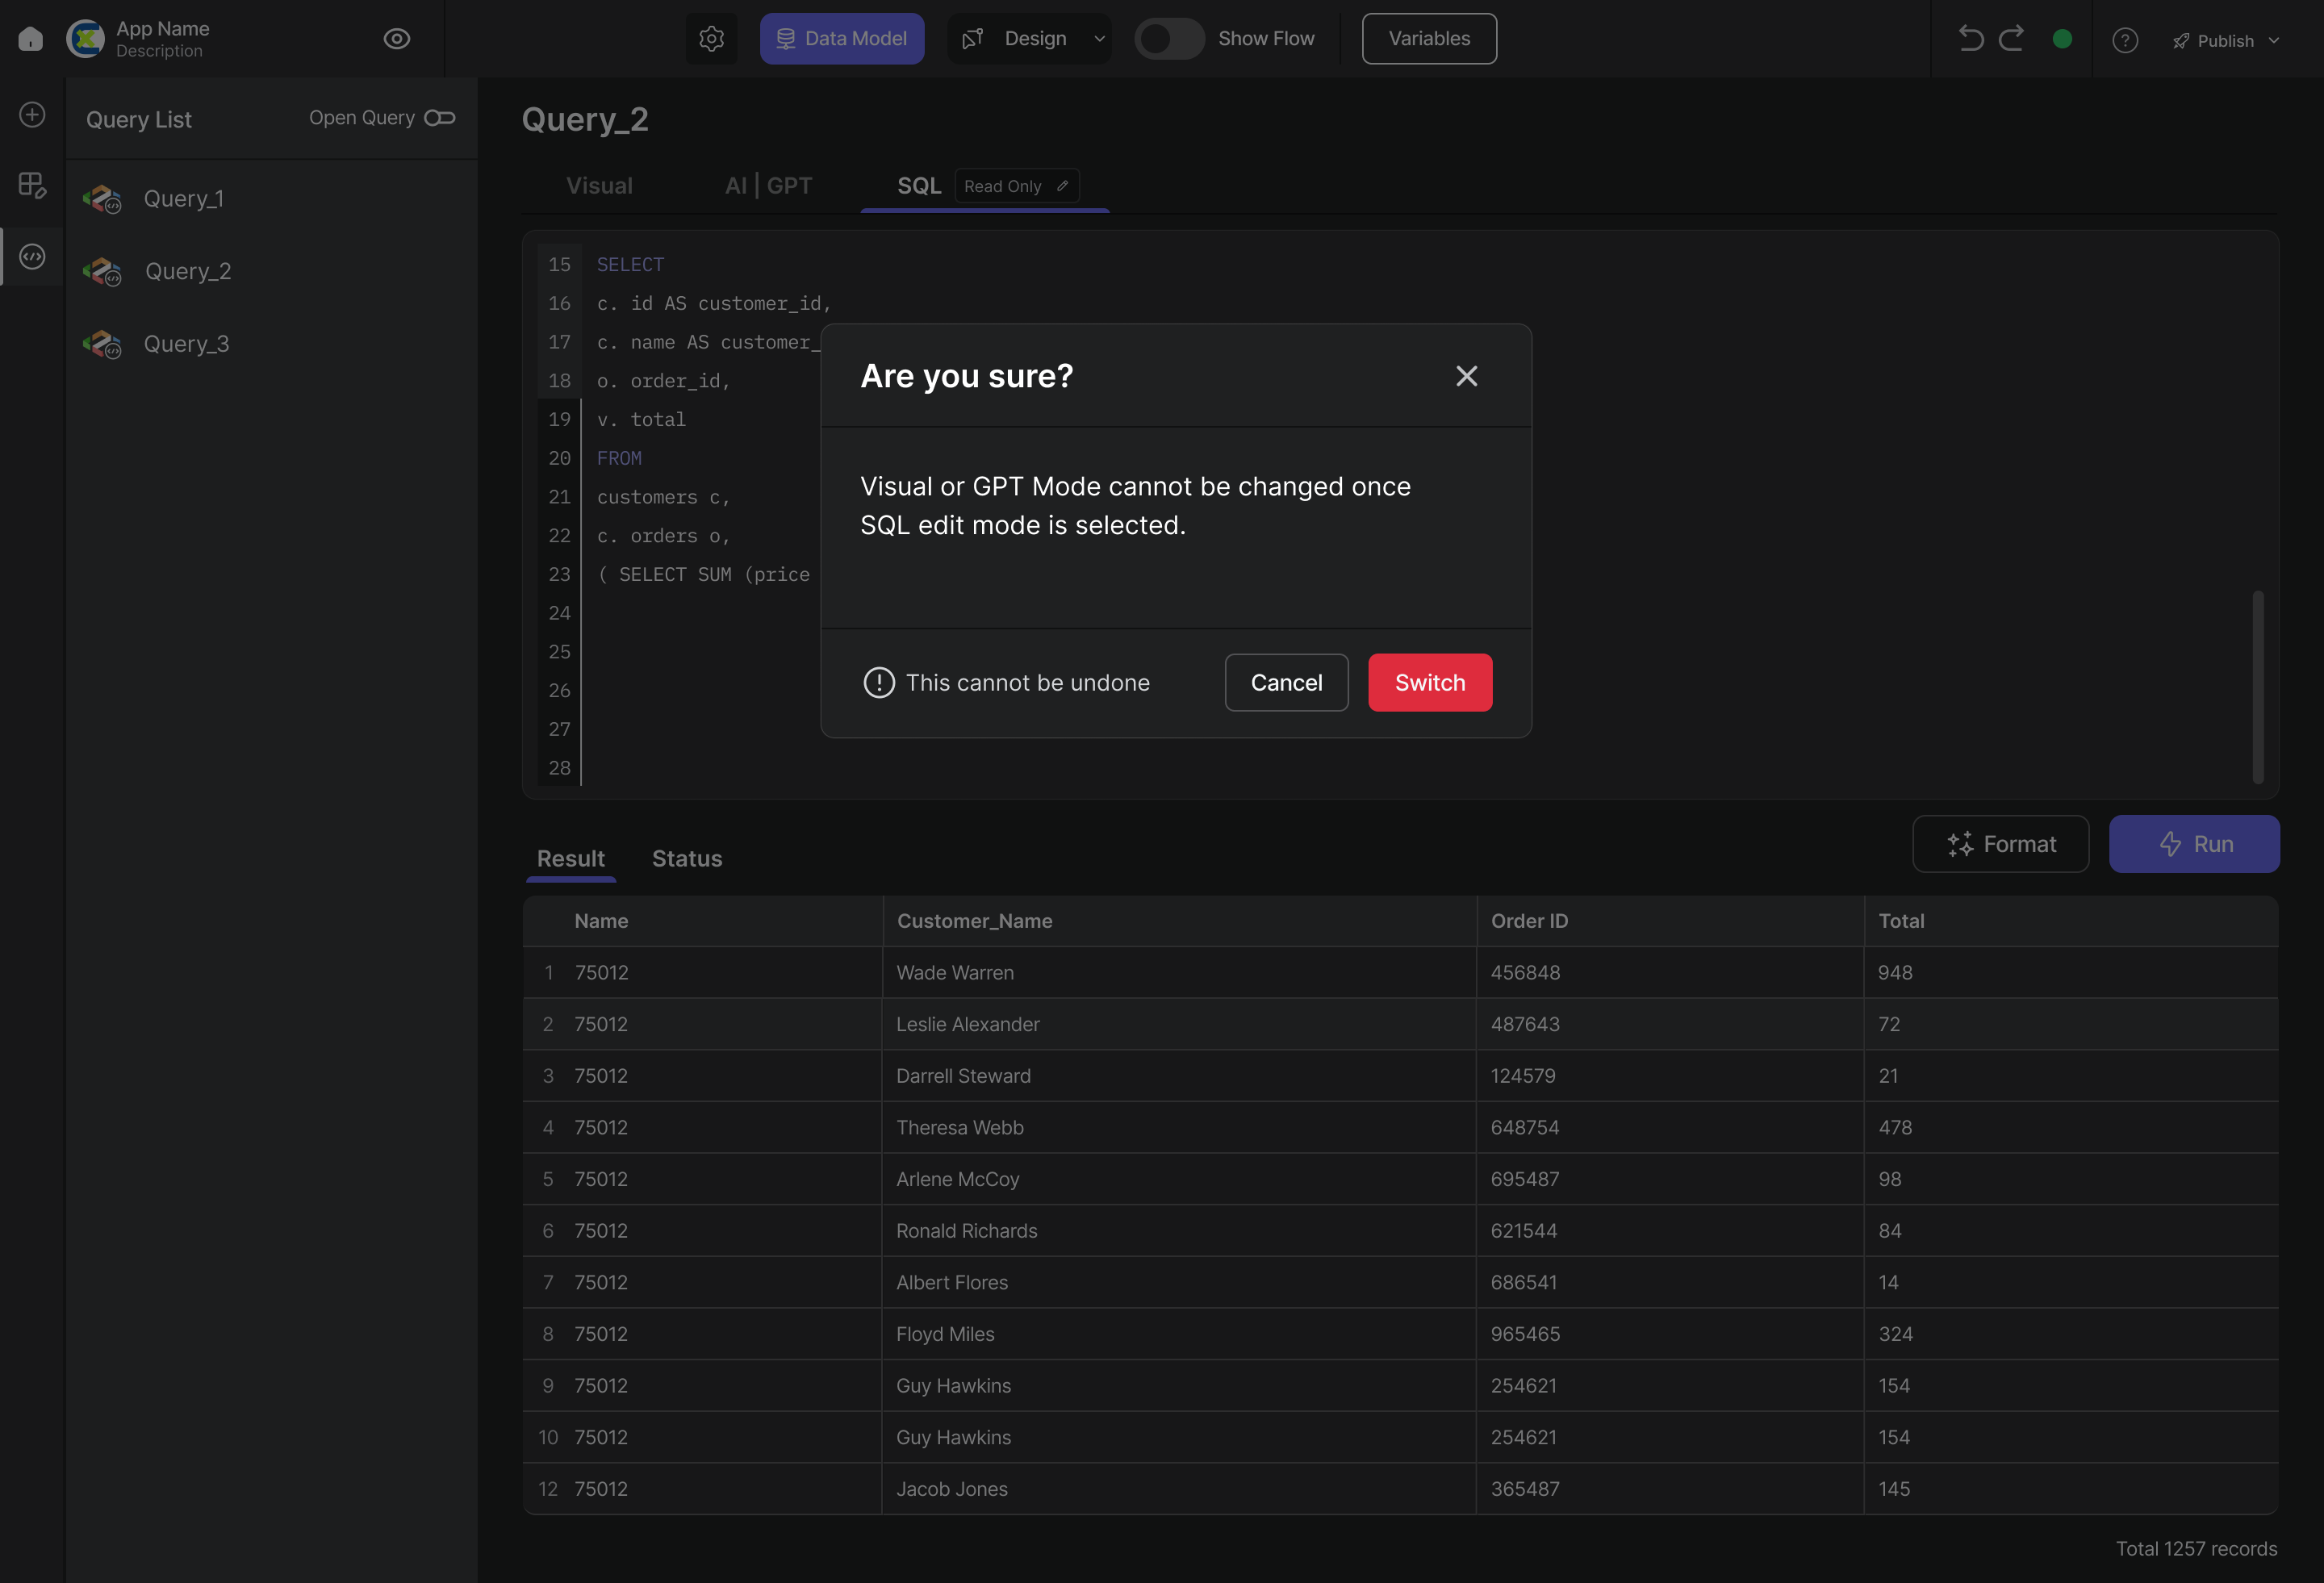 App Name
Description
Data Model
Design
Show Flow
Variables
Publish
Query List
Open Query
Query_1
Query_2
Query_3
Query_2
Visual
AI | GPT
SQL
Read Only
15 SELECT
16 c. id AS customer_id,
17 c. name AS customer_
18 o. order_id,
19 v. total
20 FROM
21 customers c,
22 c. orders o,
23 ( SELECT SUM (price
24
25
26
27
28
Are you sure?
Visual or GPT Mode cannot be changed once
SQL edit mode is selected.
This cannot be undone
Cancel
Switch
Result
Status
Format
Run
Name Customer_Name Order ID Total
1 75012 Wade Warren 456848 948
2 75012 Leslie Alexander 487643 72
3 75012 Darrell Steward 124579 21
4 75012 Theresa Webb 648754 478
5 75012 Arlene McCoy 695487 98
6 75012 Ronald Richards 621544 84
7 75012 Albert Flores 686541 14
8 75012 Floyd Miles 965465 324
9 75012 Guy Hawkins 254621 154
10 75012 Guy Hawkins 254621 154
12 75012 Jacob Jones 365487 145
Total 1257 records